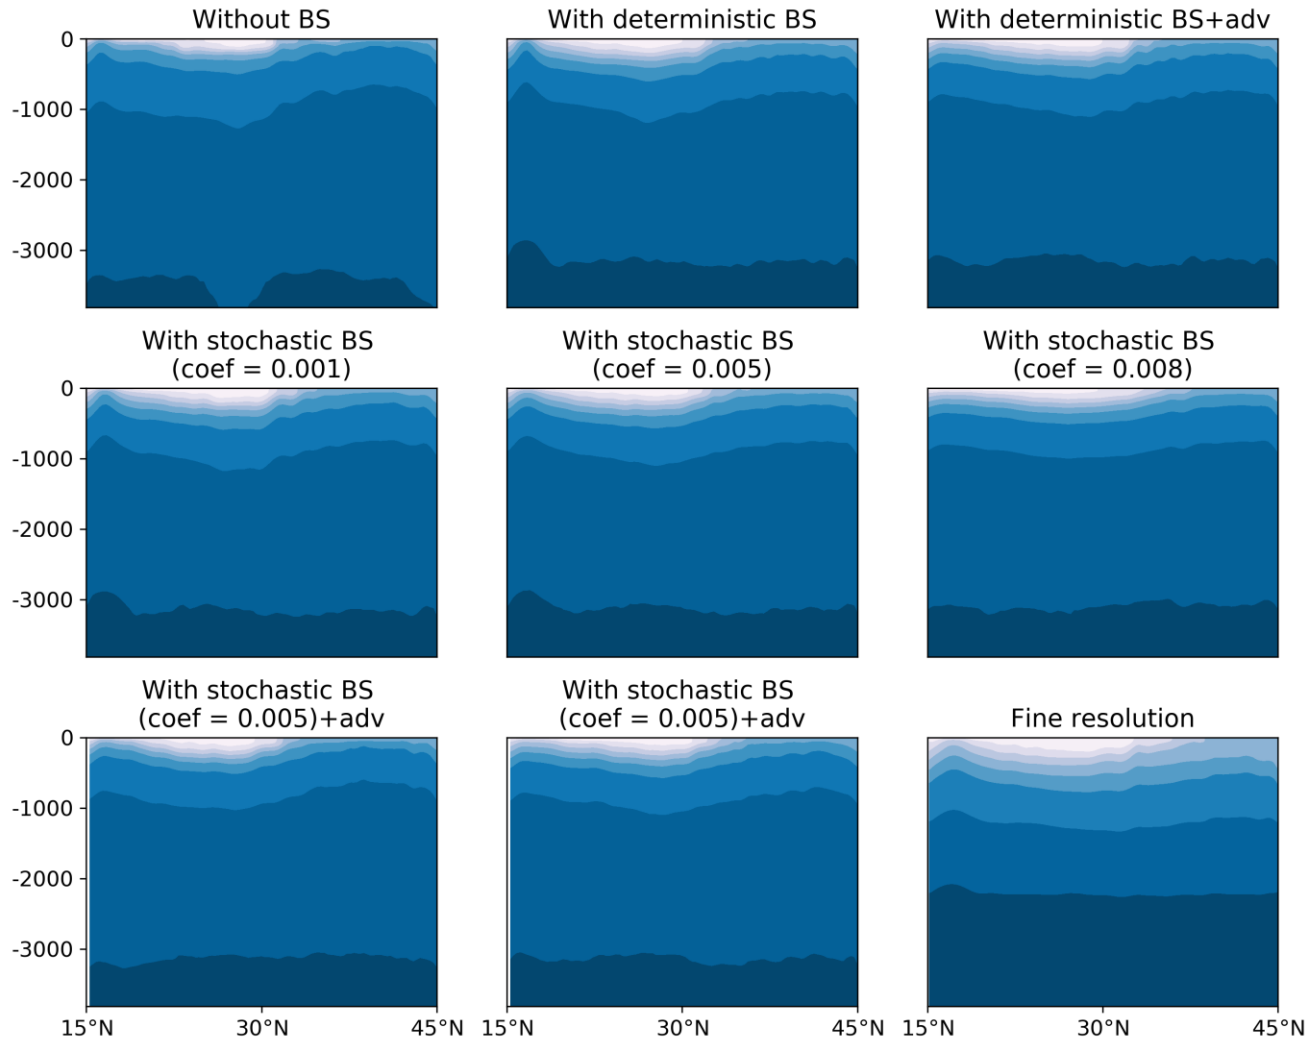 Without BS
With deterministic BS
With deterministic BS+adv
0
-1000
-2000
-3000
With stochastic BS
(coef = 0.001)
With stochastic BS
(coef = 0.005)
With stochastic BS
(coef = 0.008)
0
-1000
-2000
-3000
With stochastic BS
(coef = 0.005)+adv
With stochastic BS
(coef = 0.005)+adv
Fine resolution
0
-1000
-2000
-3000
15°N 30°N 45°N
15°N 30°N 45°N
15°N 30°N 45°N